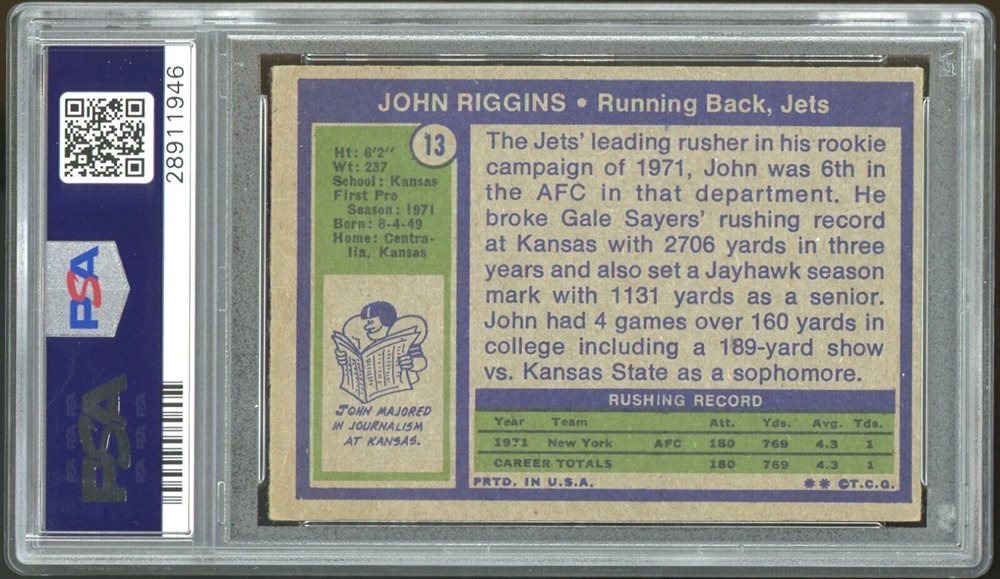 28911946
PSA
PSA
JOHN RIGGINS • Running Back, Jets
13
Ht: 6'2"
Wt: 237
School: Kansas
First Pro
Season: 1971
Born: 8-4-49
Home: Centra-
lia, Kansas
JOHN MAJORED
IN JOURNALISM
AT KANSAS.
The Jets' leading rusher in his rookie
campaign of 1971, John was 6th in
the AFC in that department. He
broke Gale Sayers' rushing record
at Kansas with 2706 yards in three
years and also set a Jayhawk season
mark with 1131 yards as a senior.
John had 4 games over 160 yards in
college including a 189-yard show
vs. Kansas State as a sophomore.
RUSHING RECORD
Year Team Att. Yds. Avg. Tds.
1971 New York AFC 180 769 4.3 1
CAREER TOTALS 180 769 4.3 1
PRTD. IN U.S.A. ** ©T.C.G.